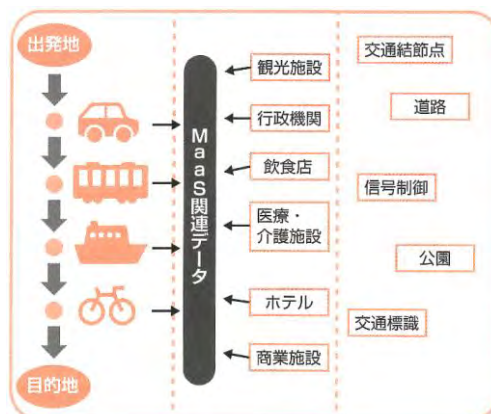 出発地
目的地
MaaS関連データ
観光施設
行政機関
飲食店
医療・
介護施設
ホテル
商業施設
交通結節点
道路
信号制御
公園
交通標識